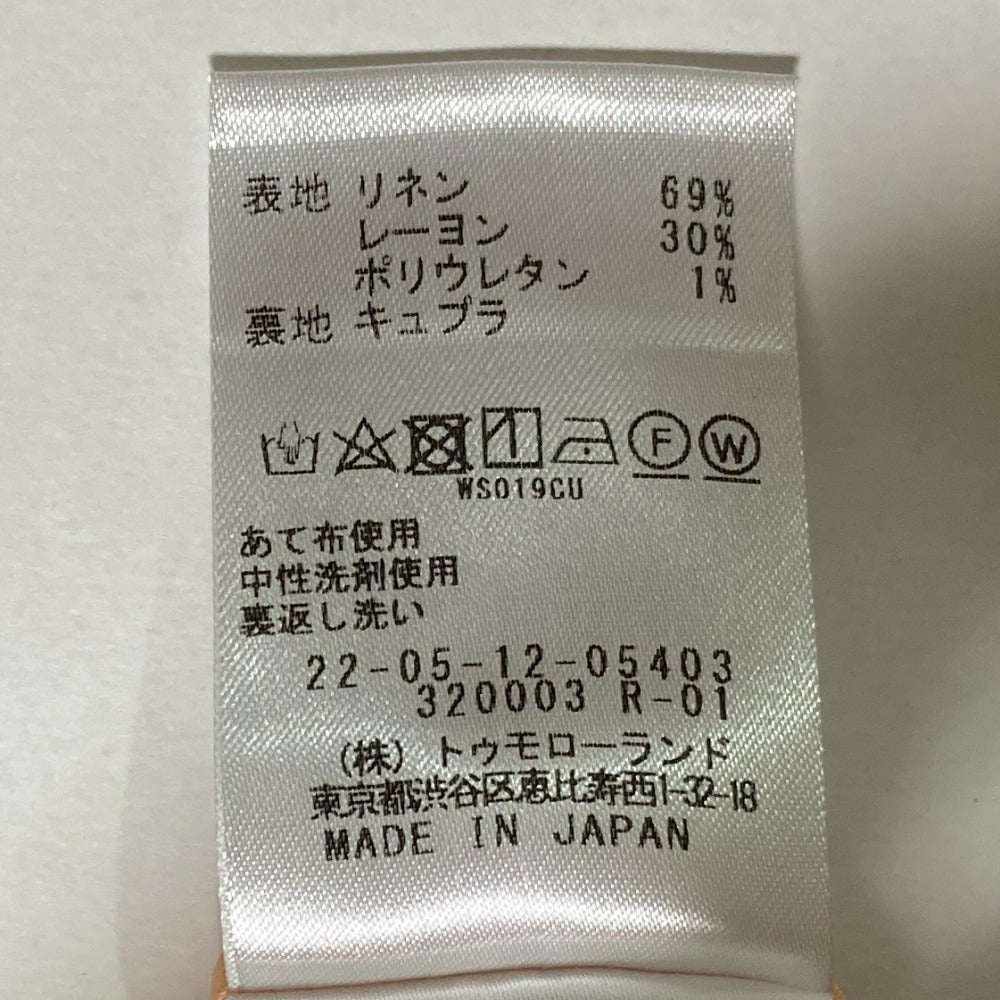 表地 リネン 69%
レーヨン 30%
ポリウレタン 1%
裏地 キュプラ
F W
WS019CU
あて布使用
中性洗剤使用
裏返し洗い
22-05-12-05403
320003 R-01
(株) トゥモローランド
東京都渋谷区恵比寿西1-32-18
MADE IN JAPAN